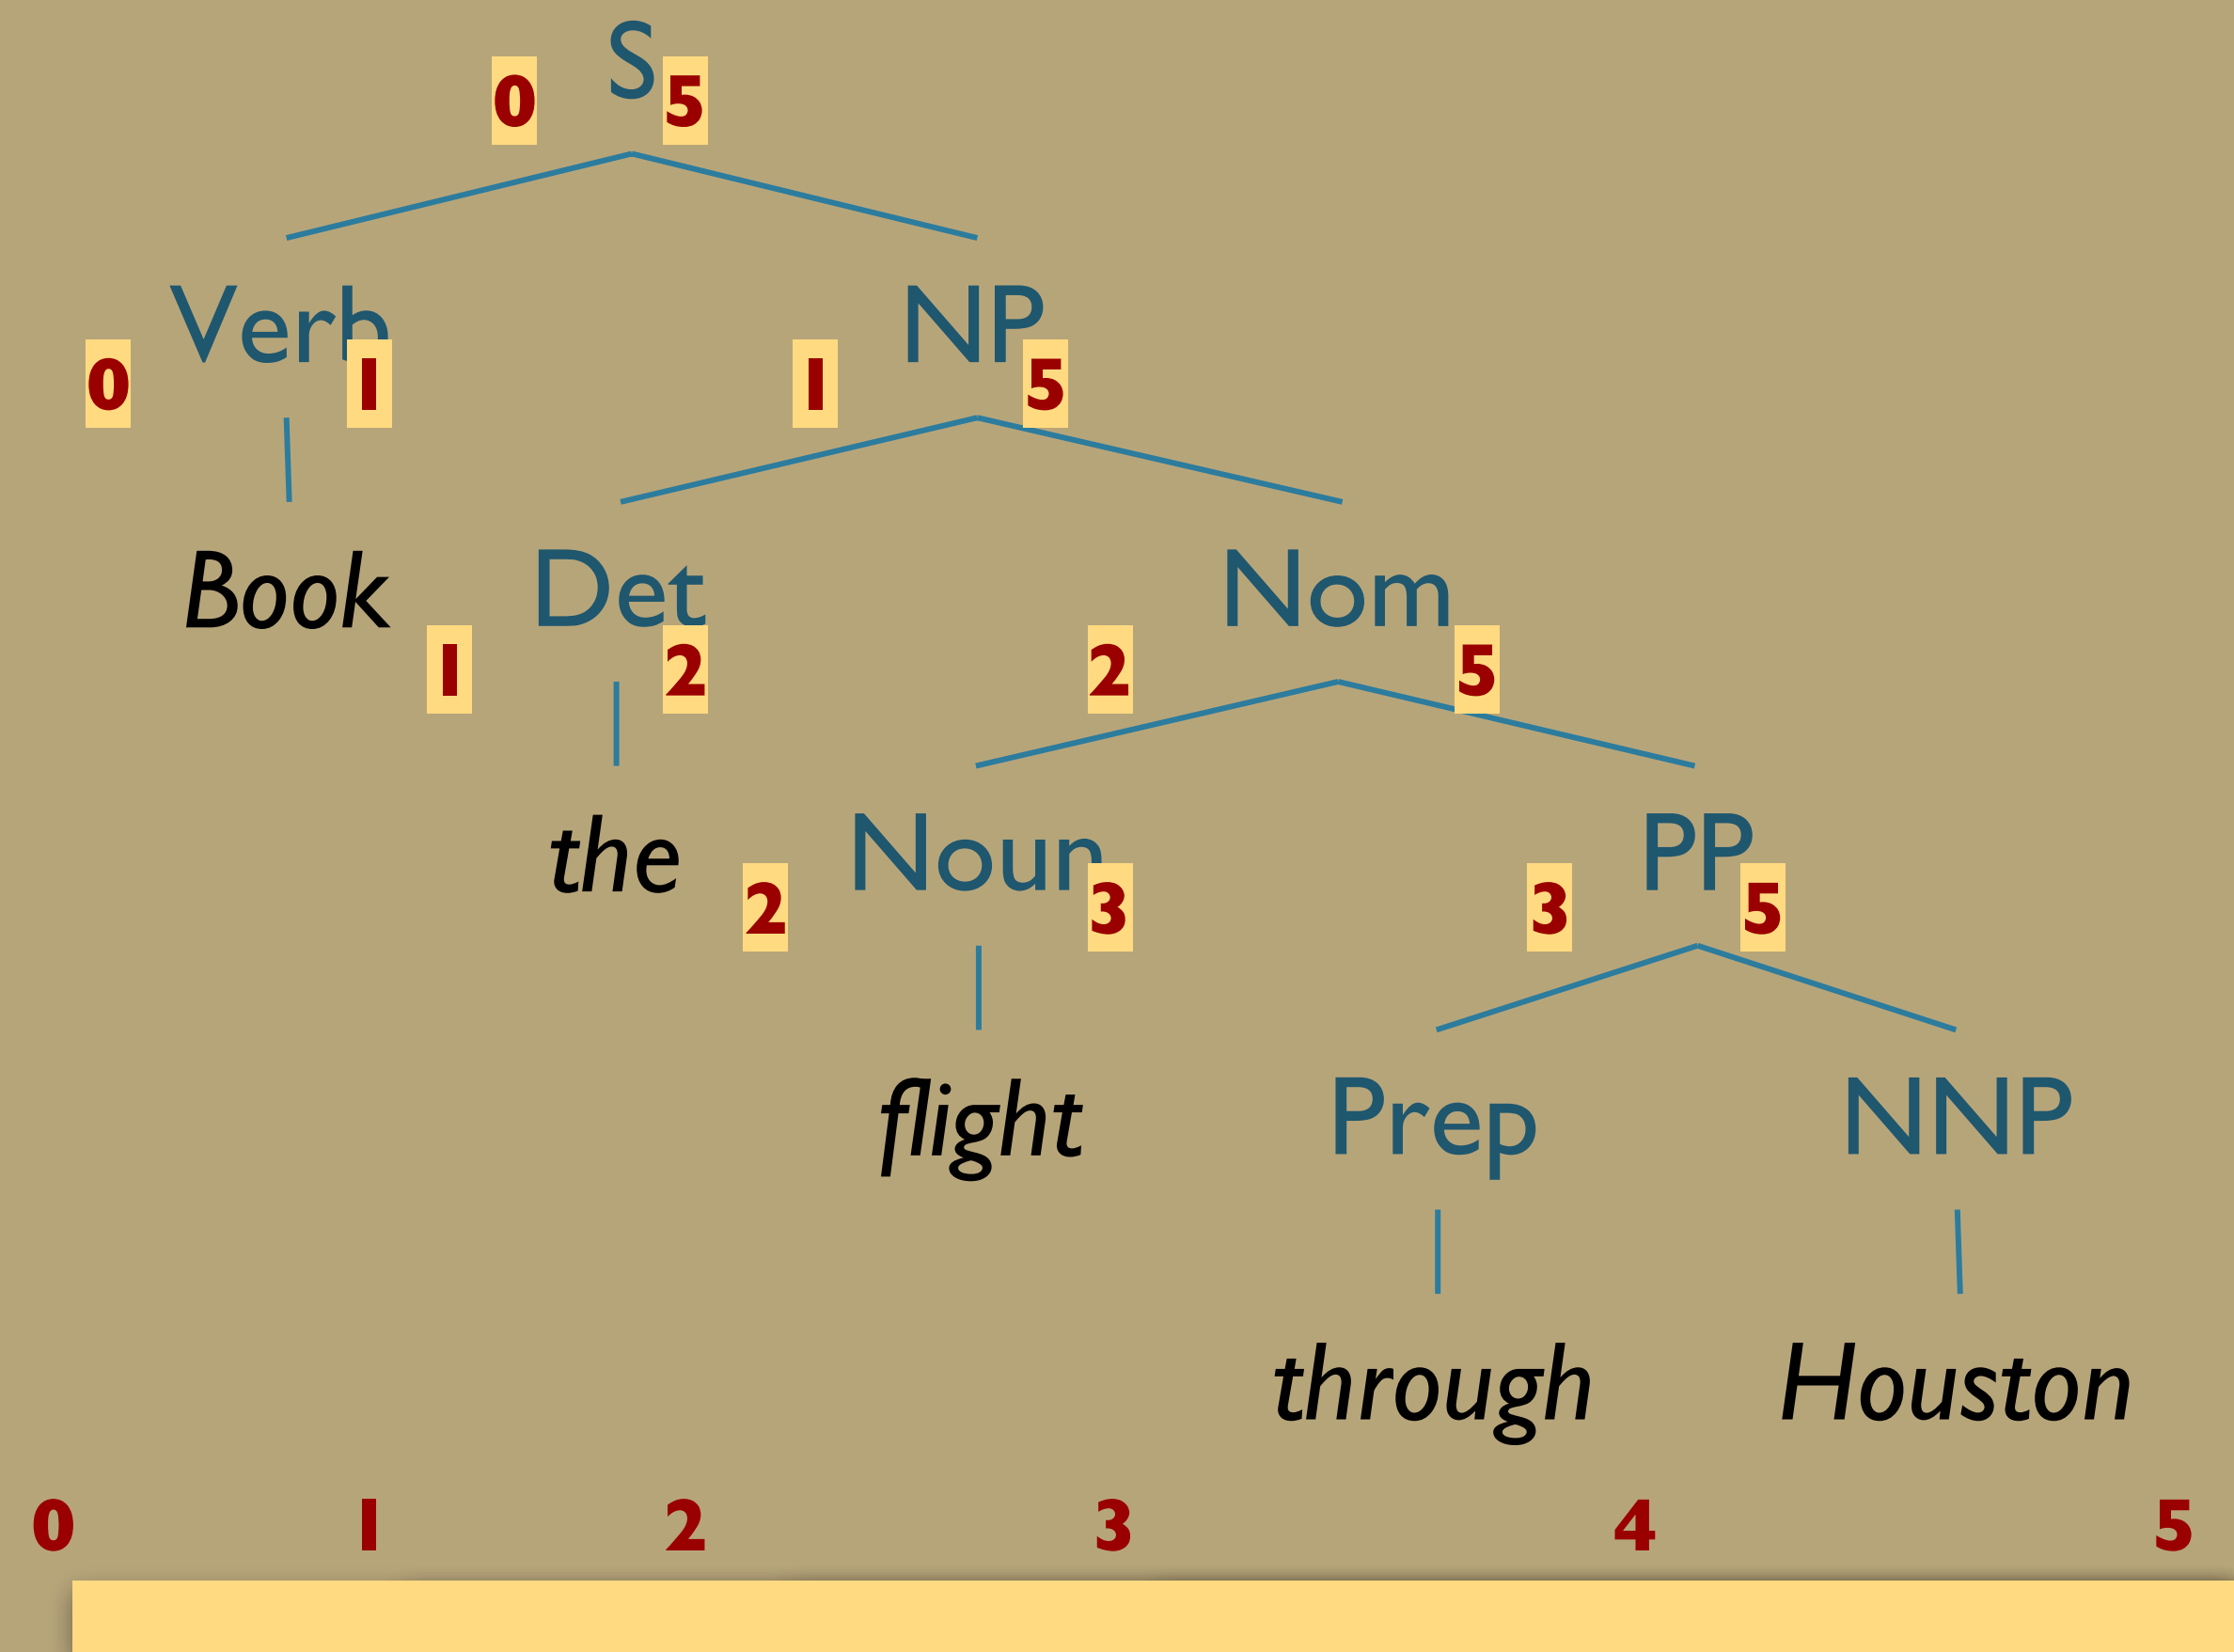 S
0 5
Verb NP
0 1 1 5
Book Det Nom
1 2 2 5
the Noun PP
2 3 3 5
flight Prep NNP
through Houston
0 1 2 3 4 5